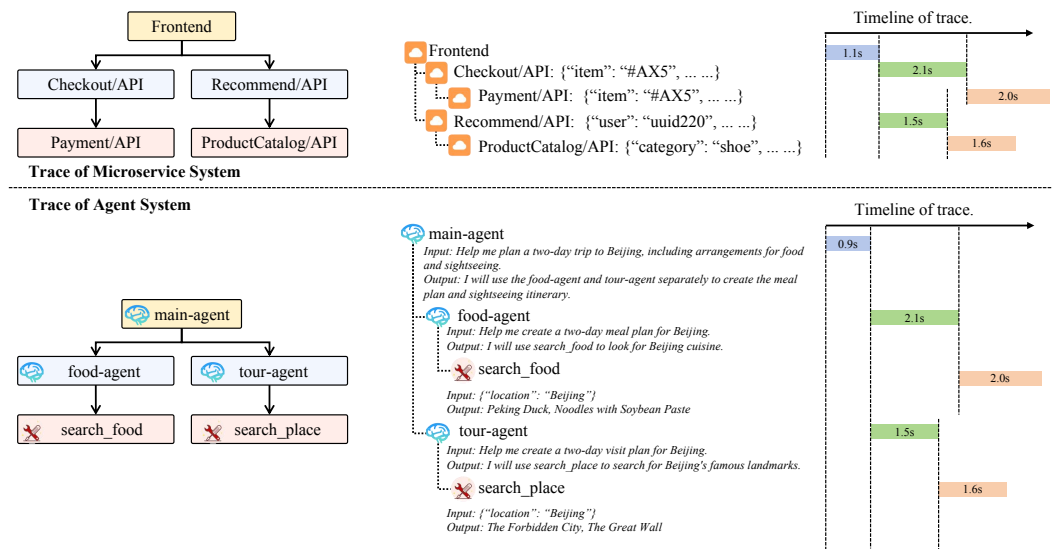 Frontend
Checkout/API
Recommend/API
Payment/API
ProductCatalog/API
Trace of Microservice System
Frontend
Checkout/API: {“item”: “#AX5”, ... ...}
Payment/API: {“item”: “#AX5”, ... ...}
Recommend/API: {“user”: “uuid220”, ... ...}
ProductCatalog/API: {“category”: “shoe”, ... ...}
Timeline of trace.
1.1s
2.1s
2.0s
1.5s
1.6s
Trace of Agent System
main-agent
food-agent
tour-agent
search_food
search_place
main-agent
Input: Help me plan a two-day trip to Beijing, including arrangements for food
and sightseeing.
Output: I will use the food-agent and tour-agent separately to create the meal
plan and sightseeing itinerary.
food-agent
Input: Help me create a two-day meal plan for Beijing.
Output: I will use search_food to look for Beijing cuisine.
search_food
Input: {“location”: “Beijing”}
Output: Peking Duck, Noodles with Soybean Paste
tour-agent
Input: Help me create a two-day visit plan for Beijing.
Output: I will use search_place to search for Beijing's famous landmarks.
search_place
Input: {“location”: “Beijing”}
Output: The Forbidden City, The Great Wall
Timeline of trace.
0.9s
2.1s
2.0s
1.5s
1.6s